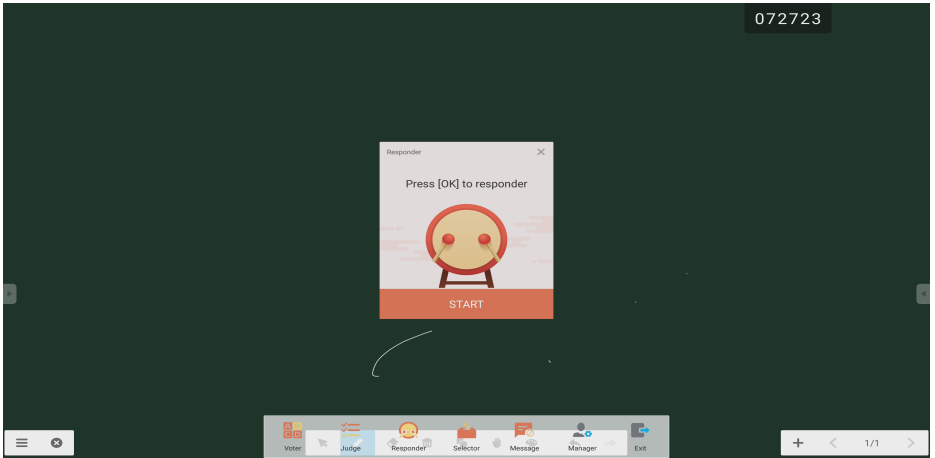 072723
Responder
Press [OK] to responder
START
A B
C D
Voter
Judge
Responder
Selector
Message
Manager
Exit
1/1